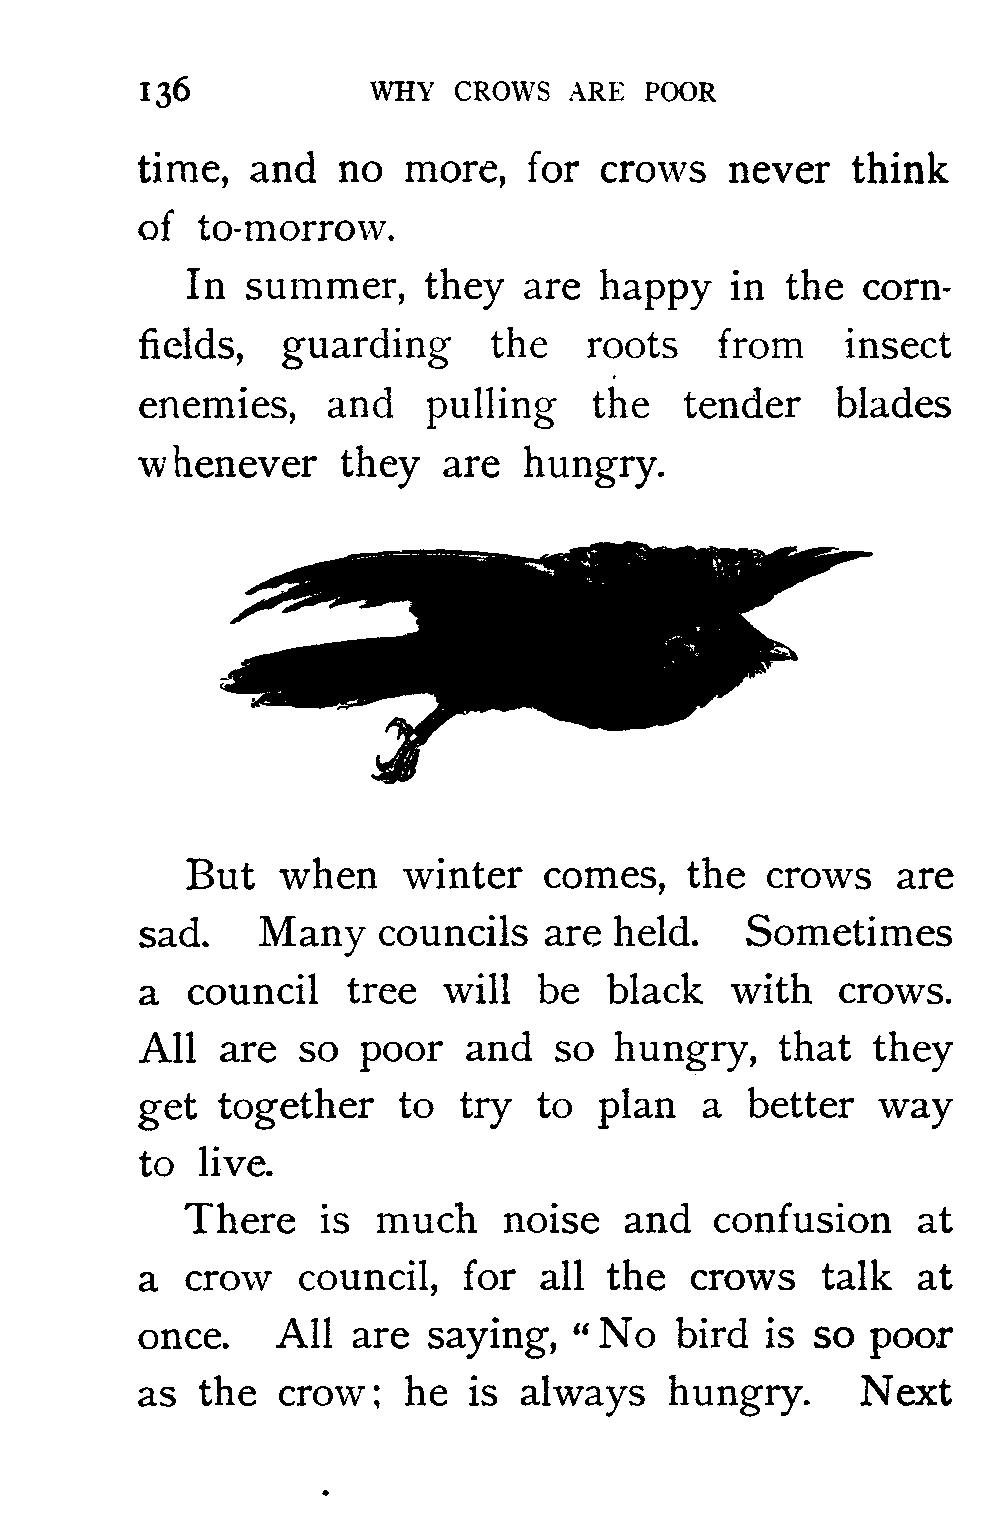 136 WHY CROWS ARE POOR
time, and no more, for crows never think
of to-morrow.
In summer, they are happy in the corn-
fields, guarding the roots from insect
enemies, and pulling the tender blades
whenever they are hungry.
But when winter comes, the crows are
sad. Many councils are held. Sometimes
a council tree will be black with crows.
All are so poor and so hungry, that they
get together to try to plan a better way
to live.
There is much noise and confusion at
a crow council, for all the crows talk at
once. All are saying, “No bird is so poor
as the crow; he is always hungry. Next